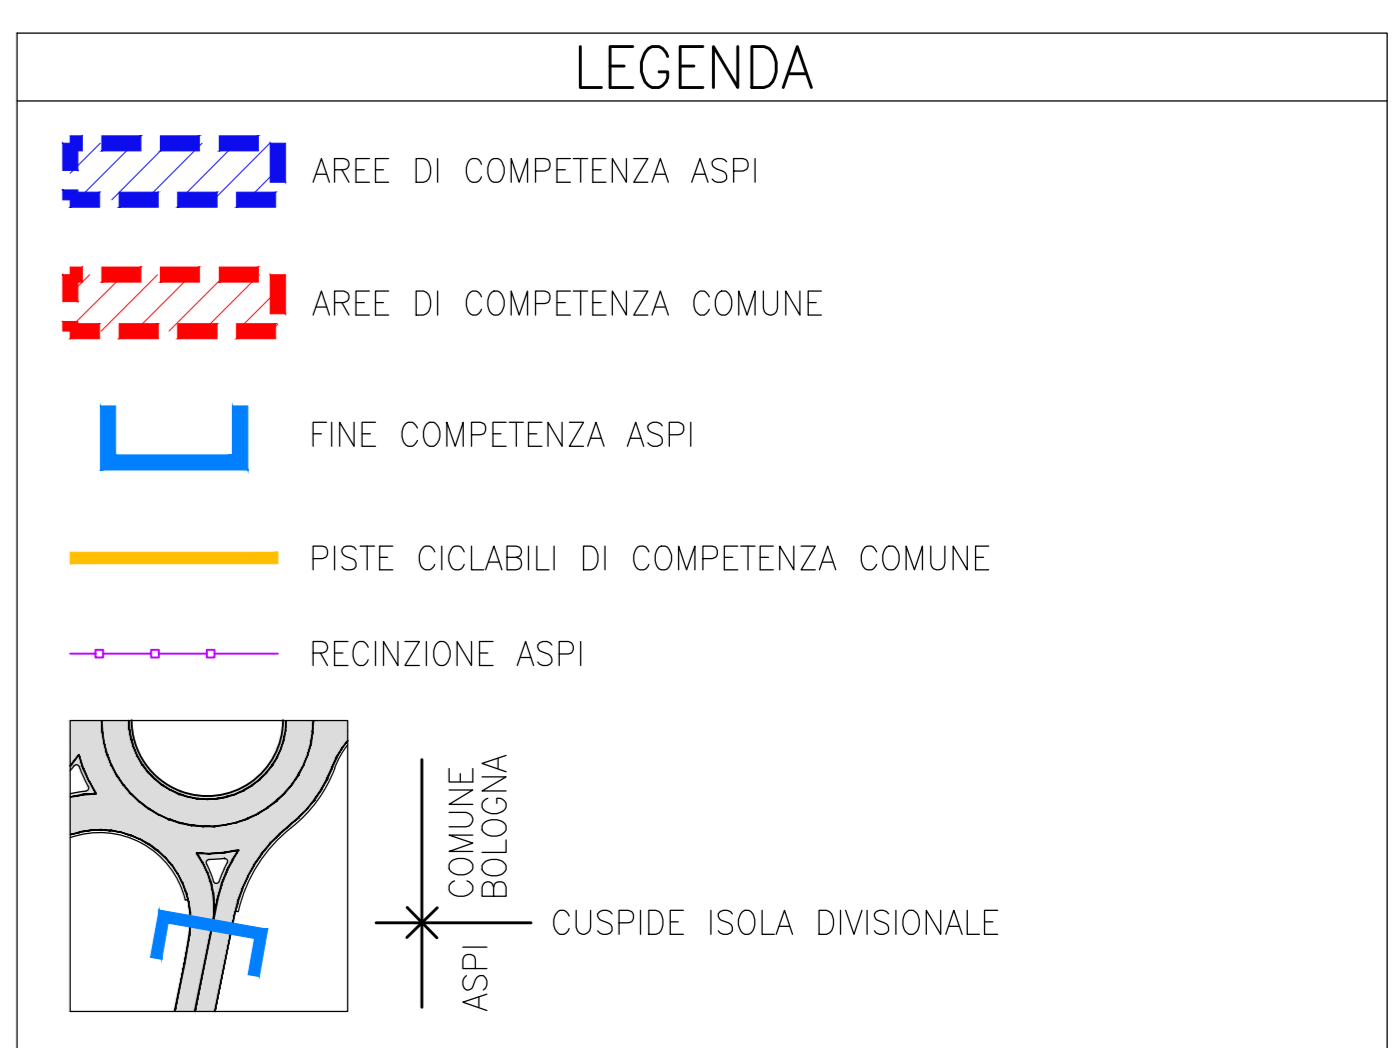 LEGENDA
AREE DI COMPETENZA ASPI
AREE DI COMPETENZA COMUNE
FINE COMPETENZA ASPI
PISTE CICLABILI DI COMPETENZA COMUNE
RECINZIONE ASPI
COMUNE
BOLOGNA
CUSPIDE ISOLA DIVISIONALE
ASPI